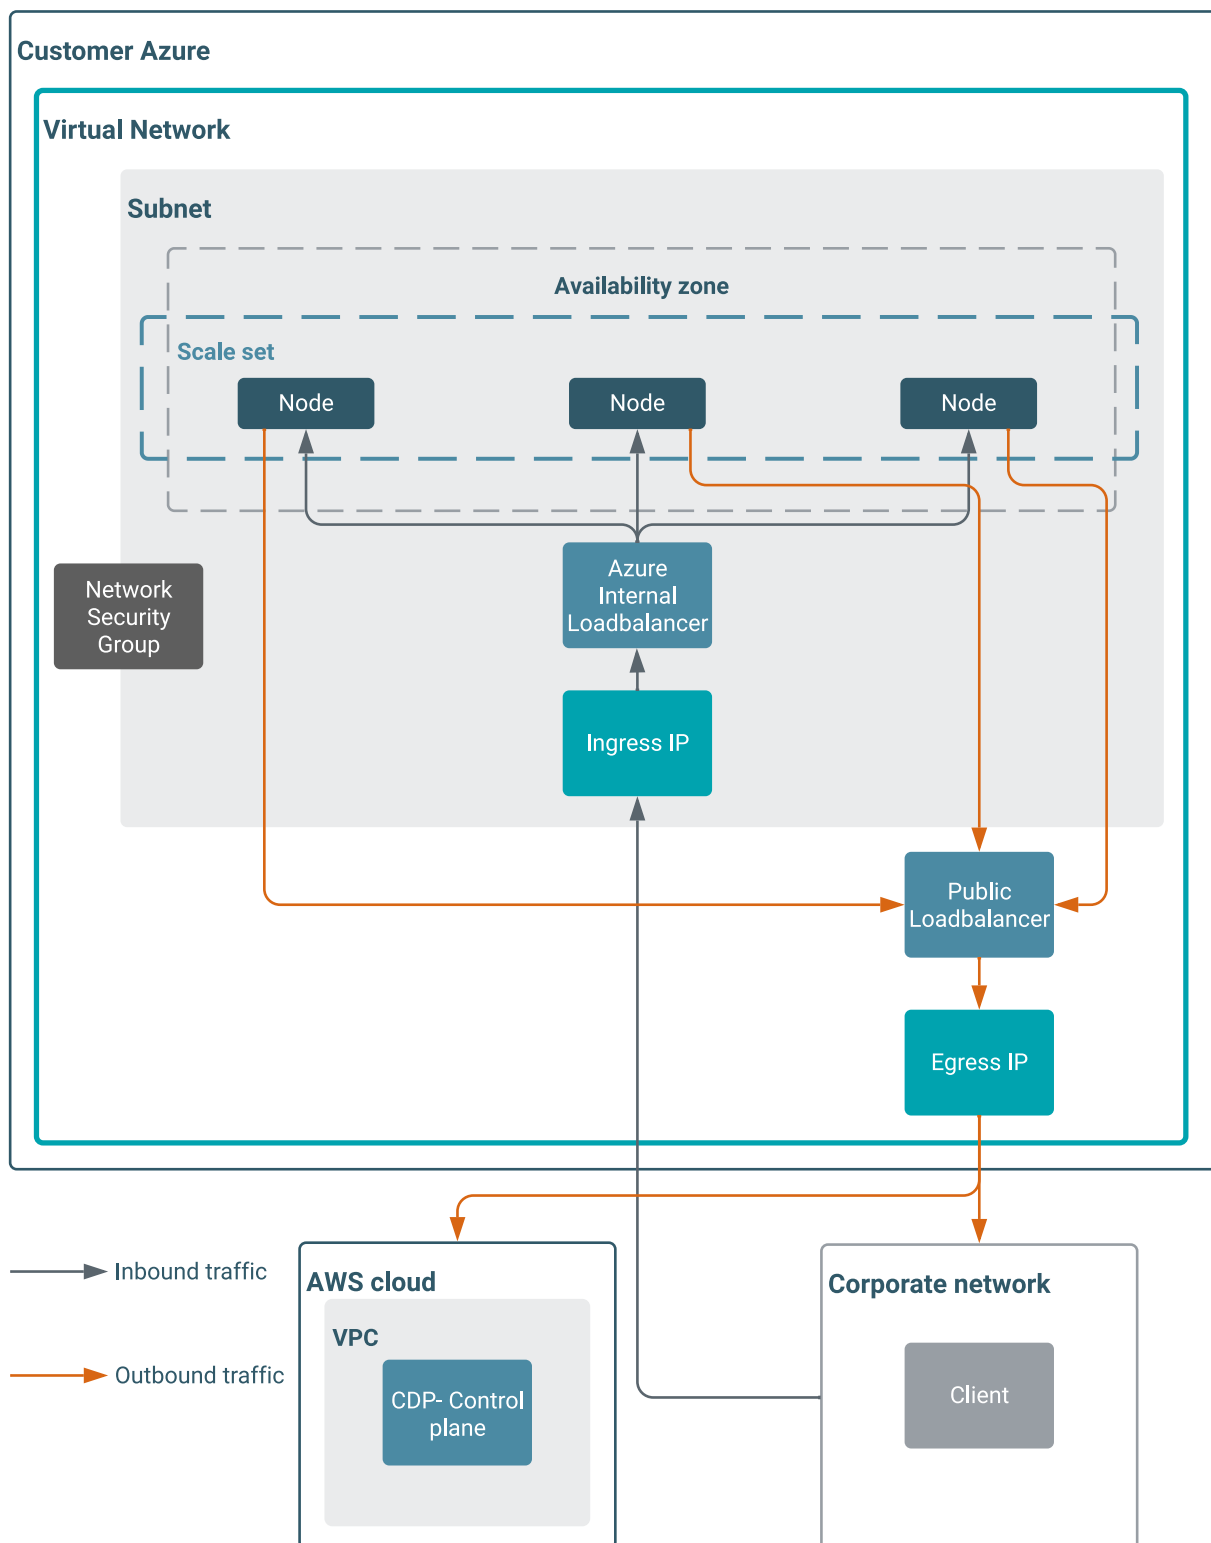 Customer Azure
Virtual Network
Subnet
Availability zone
Scale set
Node
Node
Node
Azure
Internal
Loadbalancer
Network
Security
Group
Ingress IP
Public
Loadbalancer
Egress IP
Inbound traffic
Outbound traffic
AWS cloud
VPC
CDP- Control
plane
Corporate network
Client